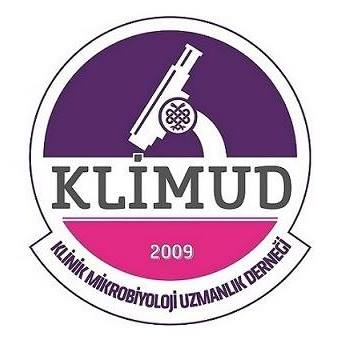 KLİMUD
2009
KLİNİK MİKROBİYOLOJİ UZMANLIK DERNEĞİ